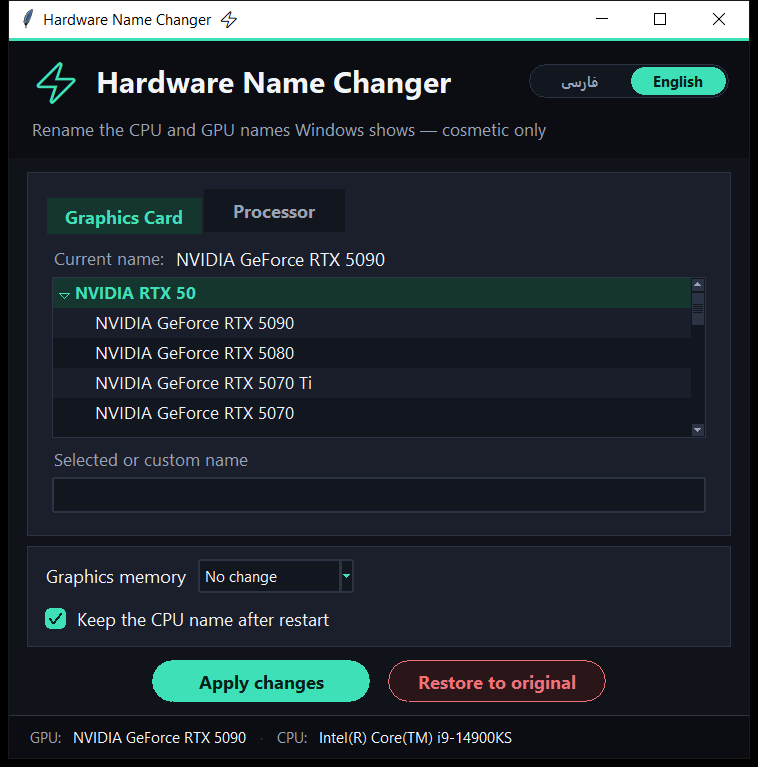 Hardware Name Changer
Hardware Name Changer
فارسی
English
Rename the CPU and GPU names Windows shows — cosmetic only
Graphics Card
Processor
Current name: NVIDIA GeForce RTX 5090
NVIDIA RTX 50
NVIDIA GeForce RTX 5090
NVIDIA GeForce RTX 5080
NVIDIA GeForce RTX 5070 Ti
NVIDIA GeForce RTX 5070
Selected or custom name
Graphics memory No change
Keep the CPU name after restart
Apply changes
Restore to original
GPU: NVIDIA GeForce RTX 5090 · CPU: Intel(R) Core(TM) i9-14900KS